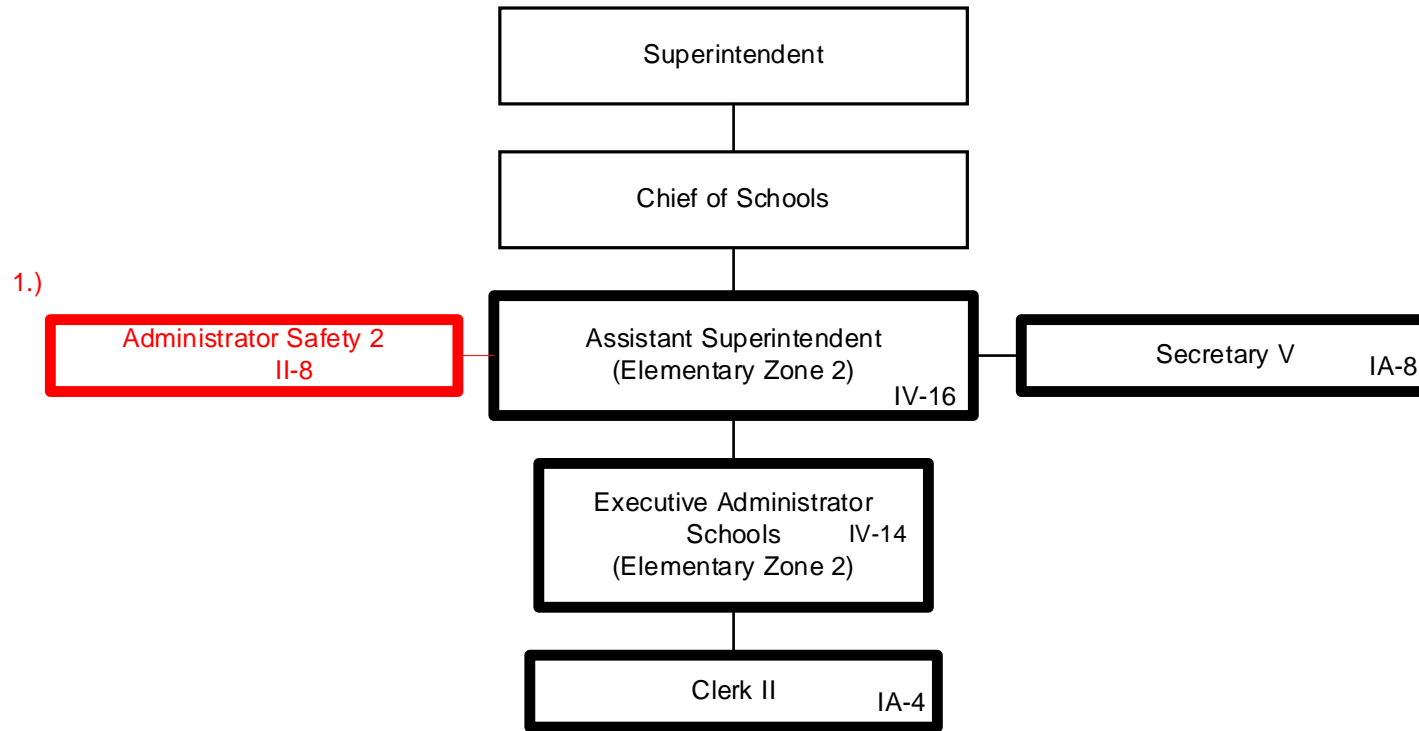 Superintendent
Chief of Schools
1.)
Administrator Safety 2
II-8
Assistant Superintendent
(Elementary Zone 2)
IV-16
Secretary V
IA-8
Executive Administrator
Schools
IV-14
(Elementary Zone 2)
Clerk II
IA-4